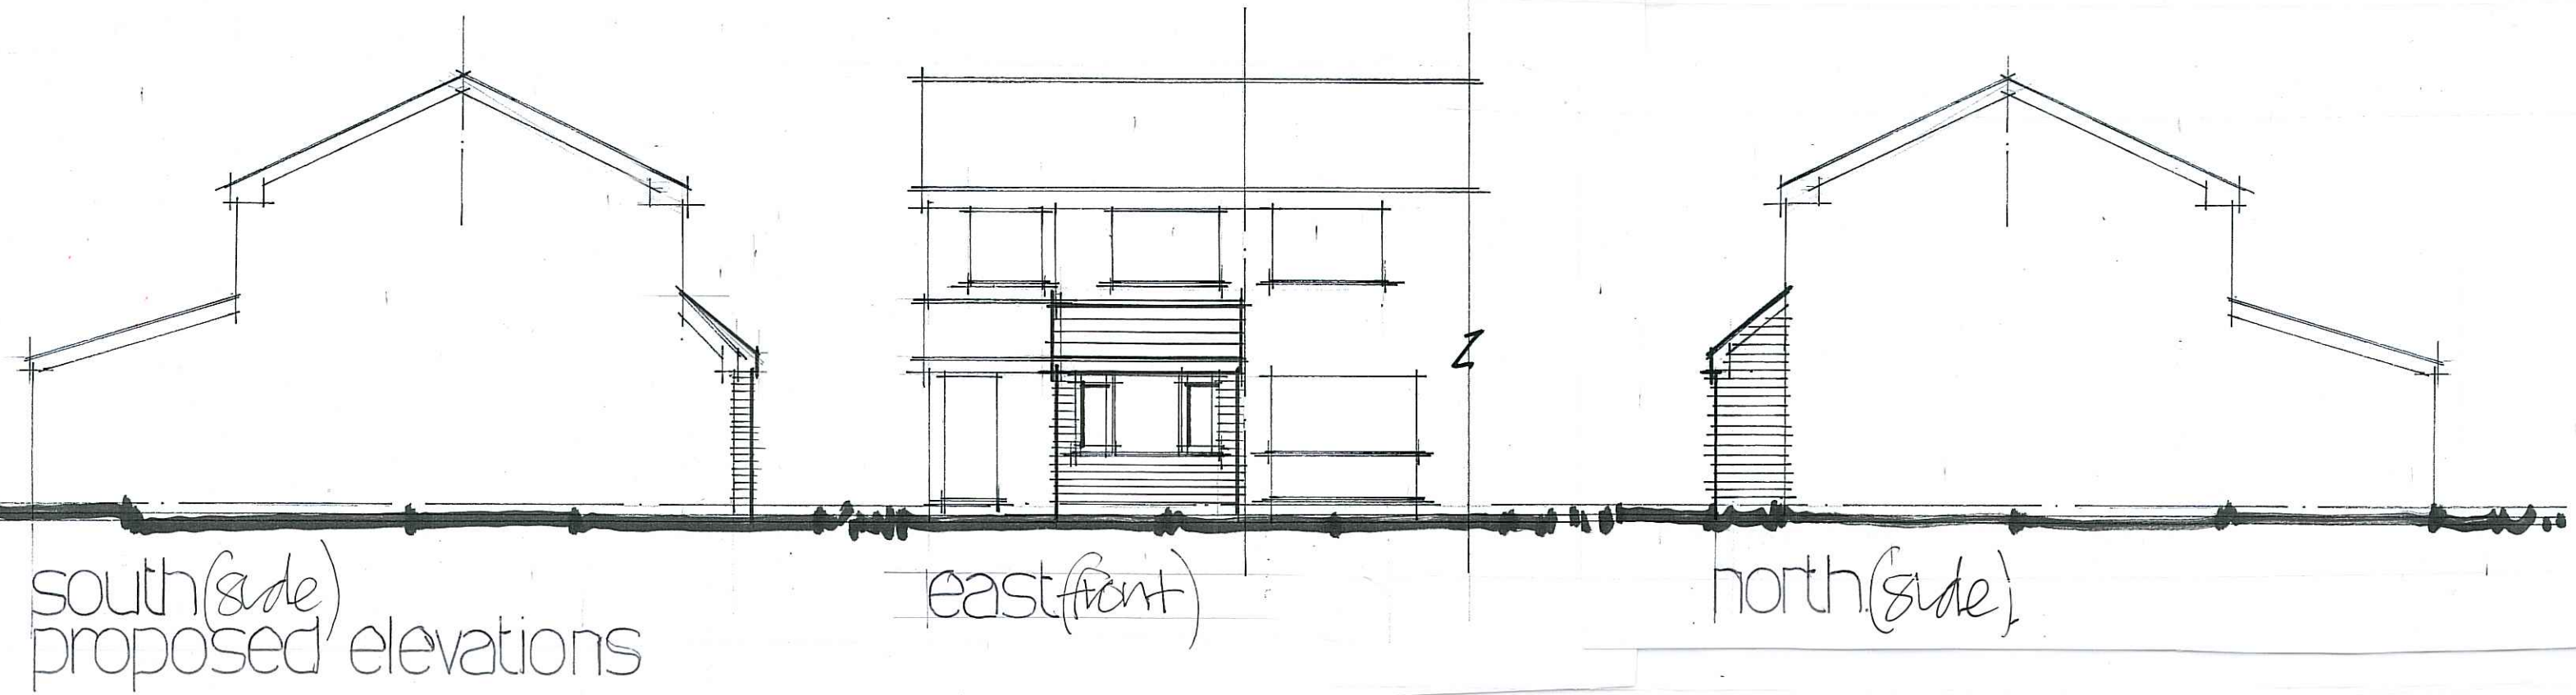 south (side)
proposed elevations
east (front)
north (side)